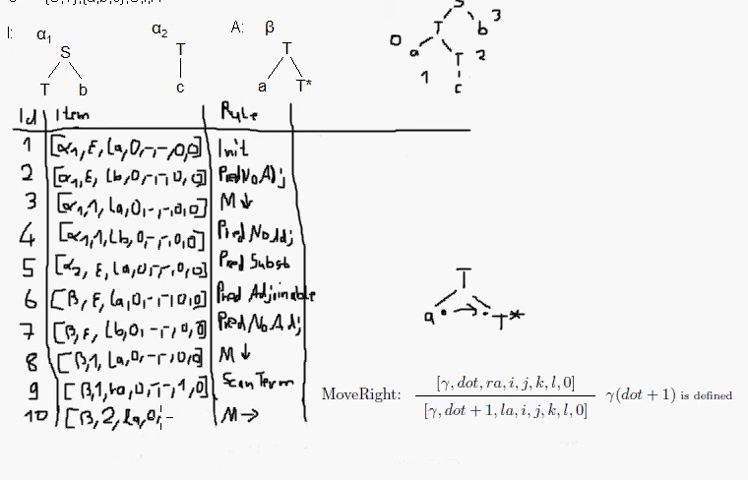 I: α₁ α₂ A: β
S T T
T b c a T*
S 3
T b
0 a T 2
1 c
Id Item Rule
1 [α₁, ε, la, 0, -, -, 0, 0] Init
2 [α₁, ε, lb, 0, -, -, 0, 0] PredNoAdj
3 [α₁, 1, la, 0, -, -, 0, 0] M↓
4 [α₁, 1, lb, 0, -, -, 0, 0] Pred NoAdj
5 [α₂, ε, la, 0, -, -, 0, 0] Pred Subst
6 [β, ε, la, 0, -, -, 0, 0] Pred Adjoinable
7 [β, ε, lb, 0, -, -, 0, 0] PredNoAdj
8 [β, 1, la, 0, -, -, 0, 0] M↓
9 [β, 1, ra, 0, -, -, 1, 0] ScanTerm
10 [β, 2, la, 0, - M→
T
a • → • T*
MoveRight: [γ, dot, ra, i, j, k, l, 0]
[γ, dot + 1, la, i, j, k, l, 0] γ(dot + 1) is defined